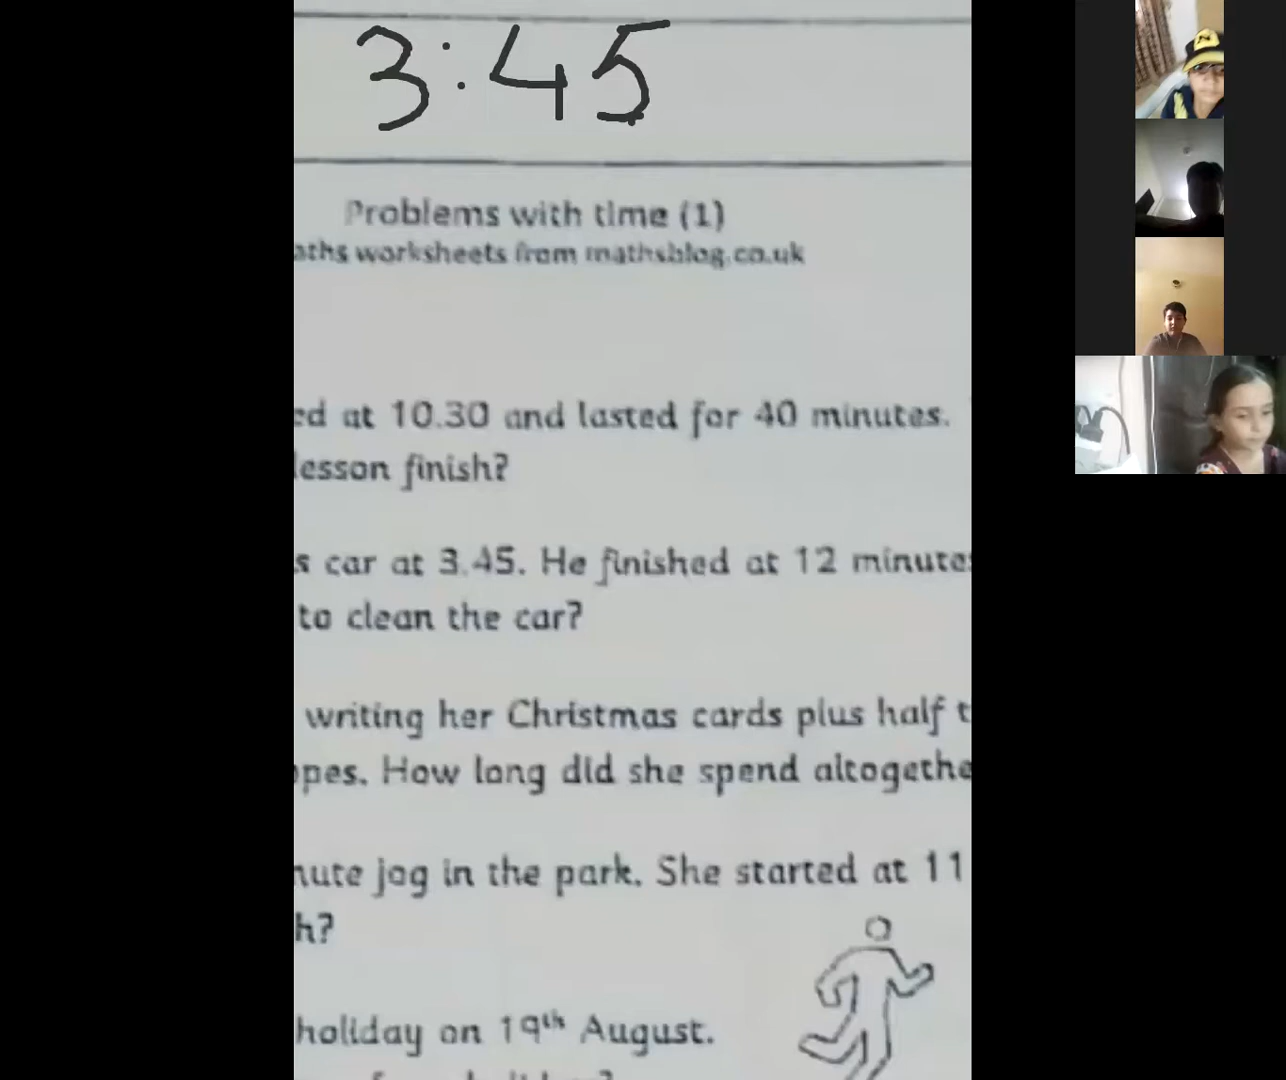 3:45
Problems with time (1)
aths worksheets from mathsblog.co.uk
ed at 10.30 and lasted for 40 minutes.
lesson finish?
s car at 3.45. He finished at 12 minutes
to clean the car?
writing her Christmas cards plus half t
opes. How long did she spend altogethe
nute jog in the park. She started at 11
h?
holiday on 19th August.